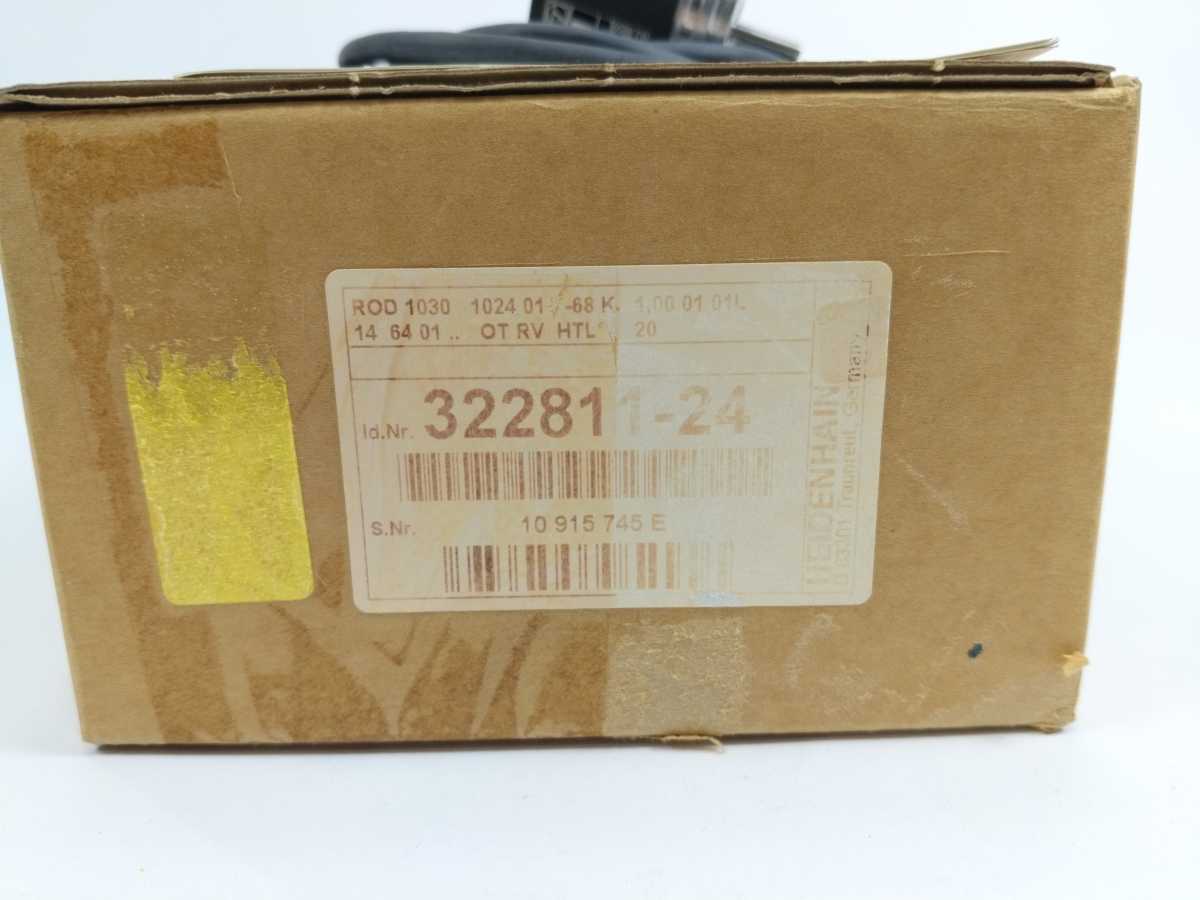 ROD 1030 1024 01 -68 K. 1,00 01 01L
14 64 01 .. OT RV HTL 20
Id.Nr. 322811-24
S.Nr. 10 915 745 E
HEIDENHAIN
Traunreut, Germany